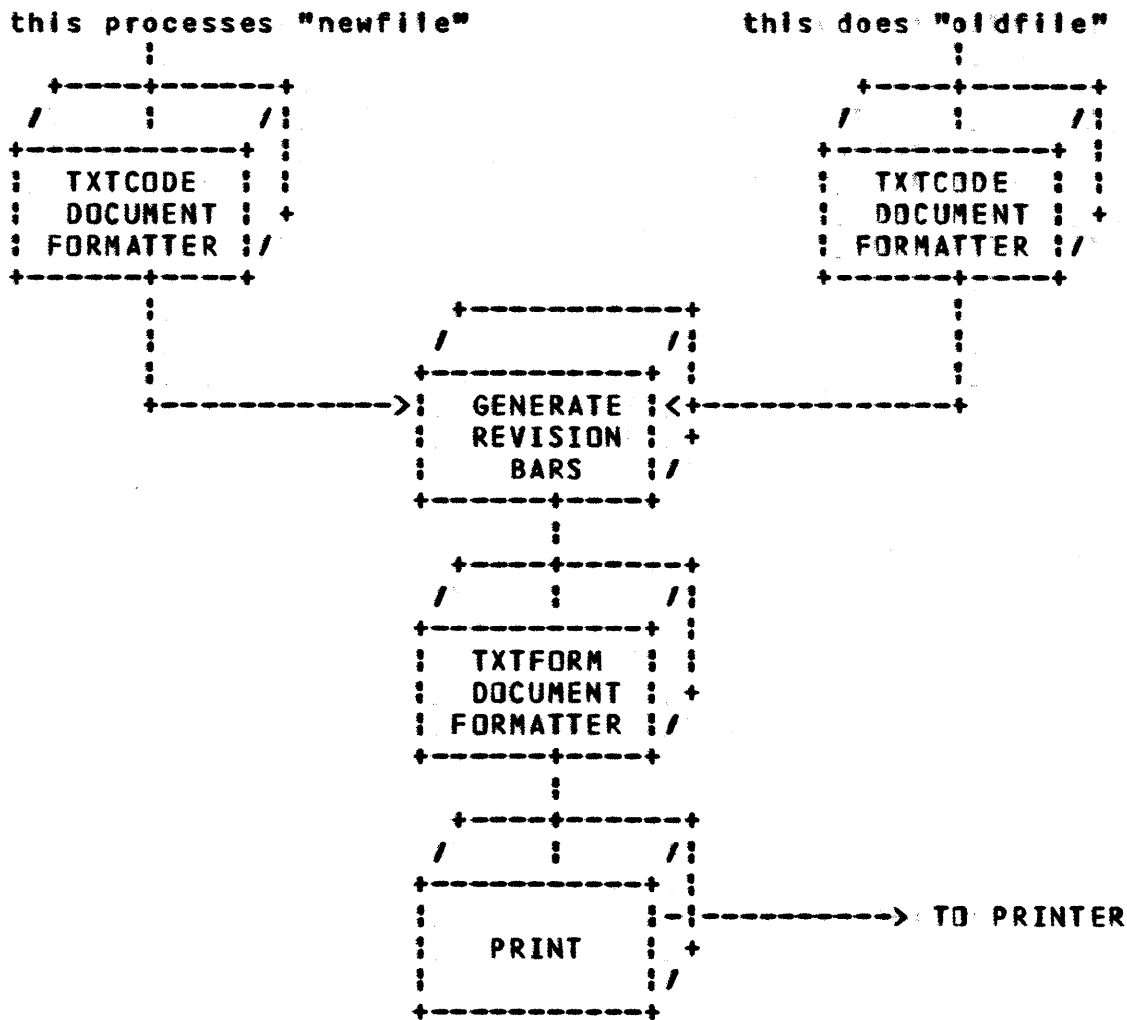 this processes "newfile"
this does "oldfile"
TXTCODE
DOCUMENT
FORMATTER
TXTCODE
DOCUMENT
FORMATTER
GENERATE
REVISION
BARS
TXTFORM
DOCUMENT
FORMATTER
PRINT
TO PRINTER